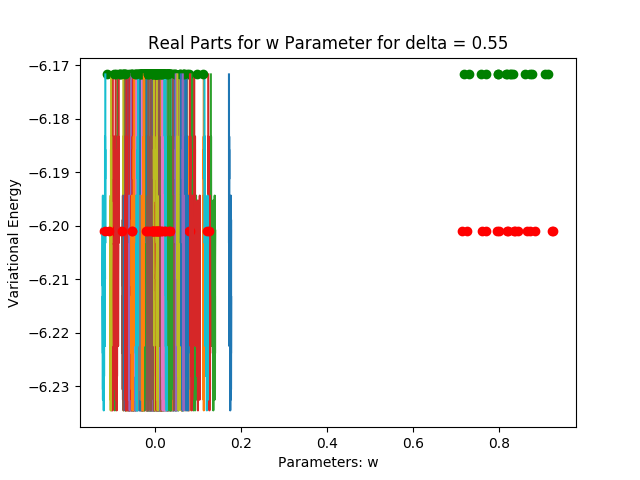 Real Parts for w Parameter for delta = 0.55
−6.17
−6.18
−6.19
−6.20
−6.21
−6.22
−6.23
Variational Energy
0.0 0.2 0.4 0.6 0.8
Parameters: w